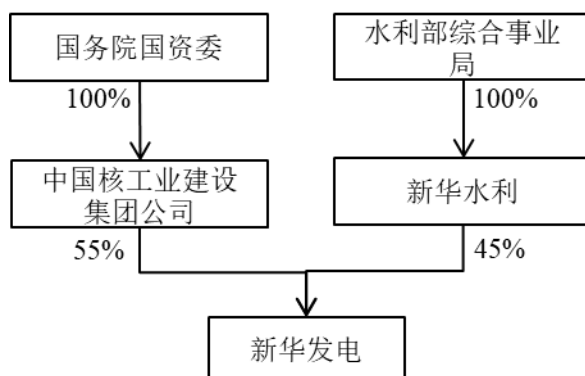 国务院国资委
水利部综合事业
局
100%
100%
中国核工业建设
集团公司
新华水利
55%
45%
新华发电